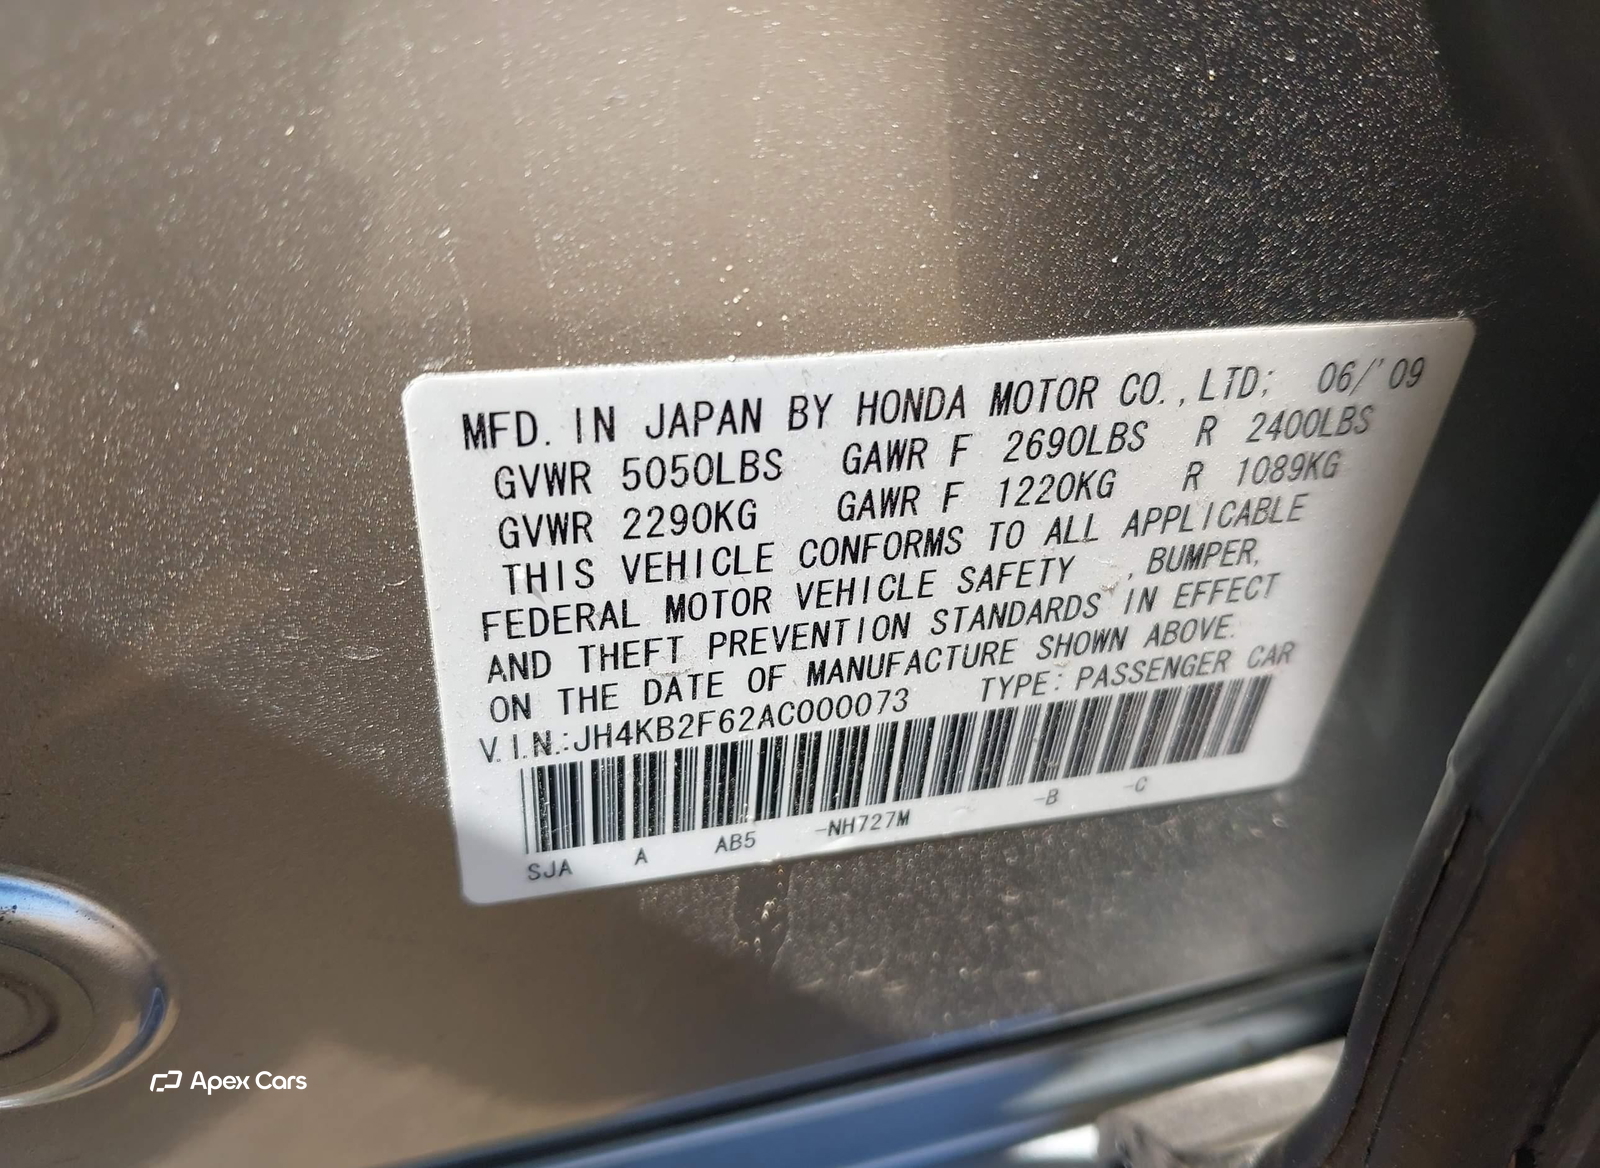 MFD. IN JAPAN BY HONDA MOTOR CO., LTD; 06/'09
GVWR 5050LBS GAWR F 2690LBS R 2400LBS
GVWR 2290KG GAWR F 1220KG R 1089KG
THIS VEHICLE CONFORMS TO ALL APPLICABLE
FEDERAL MOTOR VEHICLE SAFETY , BUMPER,
AND THEFT PREVENTION STANDARDS IN EFFECT
ON THE DATE OF MANUFACTURE SHOWN ABOVE.
V.I.N.:JH4KB2F62AC000073 TYPE: PASSENGER CAR
SJA A AB5 -NH727M -B -C
Apex Cars